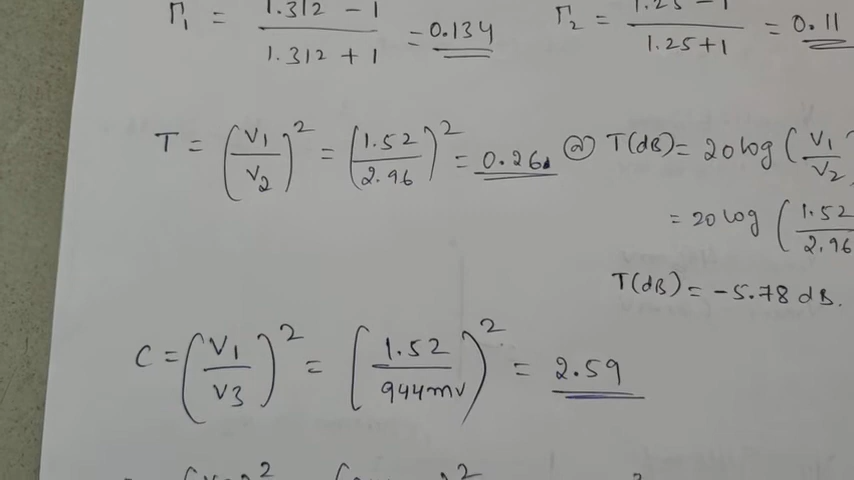 Γ₁ = (1.312 - 1) / (1.312 + 1) = 0.134 Γ₂ = (1.25 - 1) / (1.25+1) = 0.11
T = (V₁/V₂)² = (1.52/2.96)² = 0.26 @ T(dB) = 20 log (V₁/V₂
= 20 log (1.52/2.96
T(dB) = -5.78 dB.
C = (V₁/V₃)² = (1.52/944mV)² = 2.59